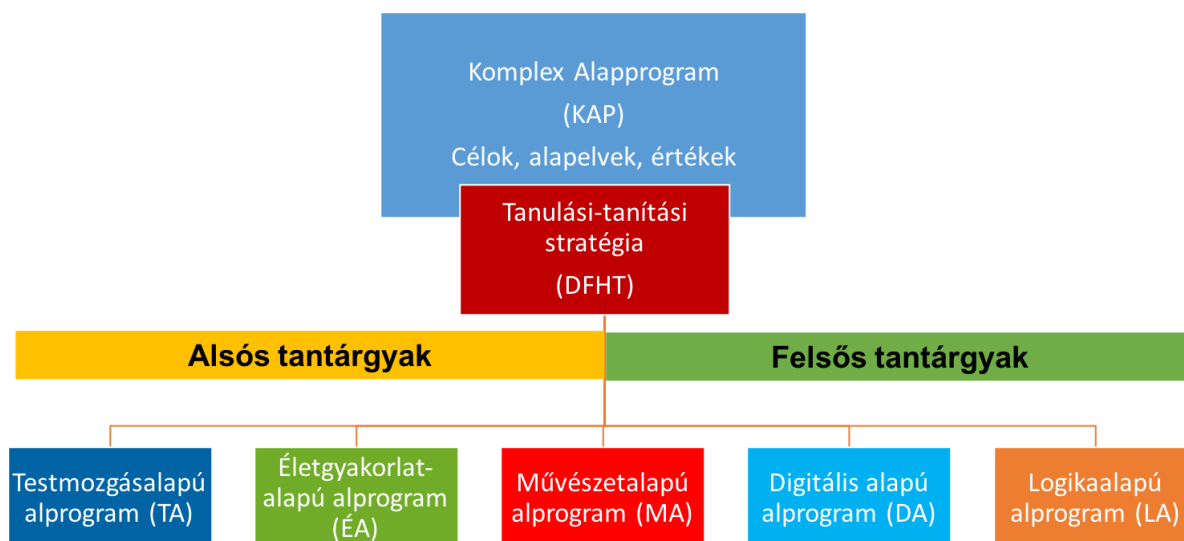 Komplex Alapprogram
(KAP)
Célok, alapelvek, értékek
Tanulási-tanítási
stratégia
(DFHT)
Alsós tantárgyak
Felsős tantárgyak
Testmozgásalapú
alprogram (TA)
Életgyakorlat-
alapú alprogram
(ÉA)
Művészetalapú
alprogram (MA)
Digitális alapú
alprogram (DA)
Logikaalapú
alprogram (LA)